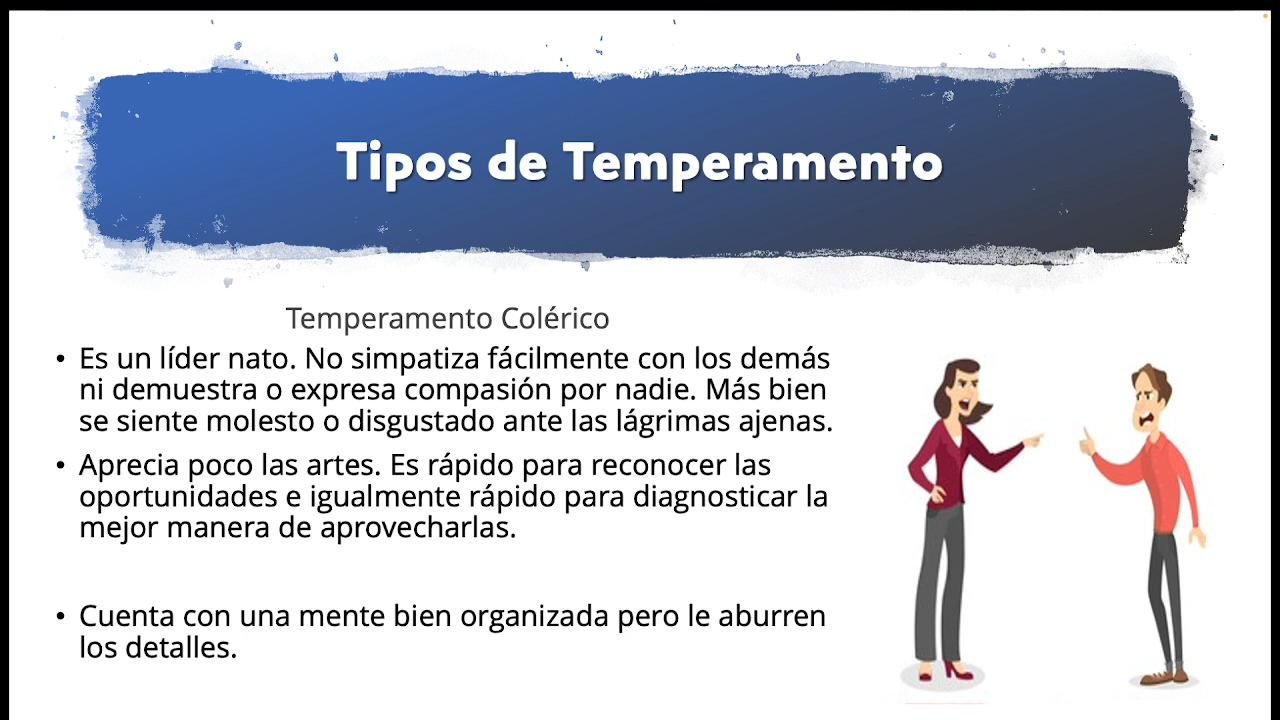 Tipos de Temperamento
Temperamento Colérico
• Es un líder nato. No simpatiza fácilmente con los demás
ni demuestra o expresa compasión por nadie. Más bien
se siente molesto o disgustado ante las lágrimas ajenas.
• Aprecia poco las artes. Es rápido para reconocer las
oportunidades e igualmente rápido para diagnosticar la
mejor manera de aprovecharlas.
• Cuenta con una mente bien organizada pero le aburren
los detalles.